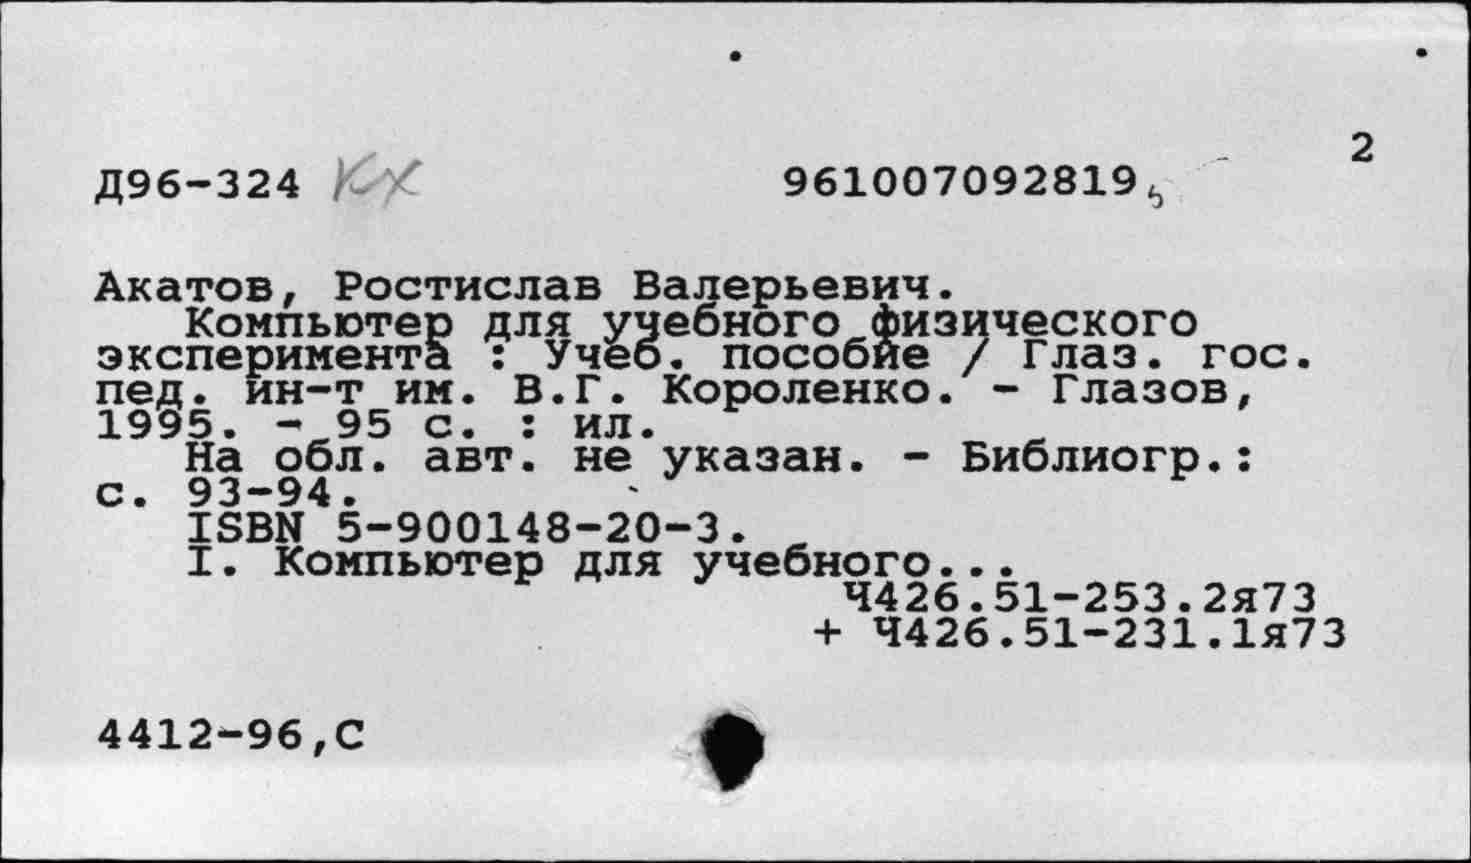 2
Д96-324 КХ 961007092819
Акатов, Ростислав Валерьевич.
Компьютер для учебного физического
эксперимента : Учеб. пособие / Глаз. гос.
пед. ин-т им. В.Г. Короленко. - Глазов,
1995. - 95 с. : ил.
На обл. авт. не указан. - Библиогр.:
с. 93-94.
ISBN 5-900148-20-3.
I. Компьютер для учебного...
Ч426.51-253.2я73
+ Ч426.51-231.1я73
4412-96,С